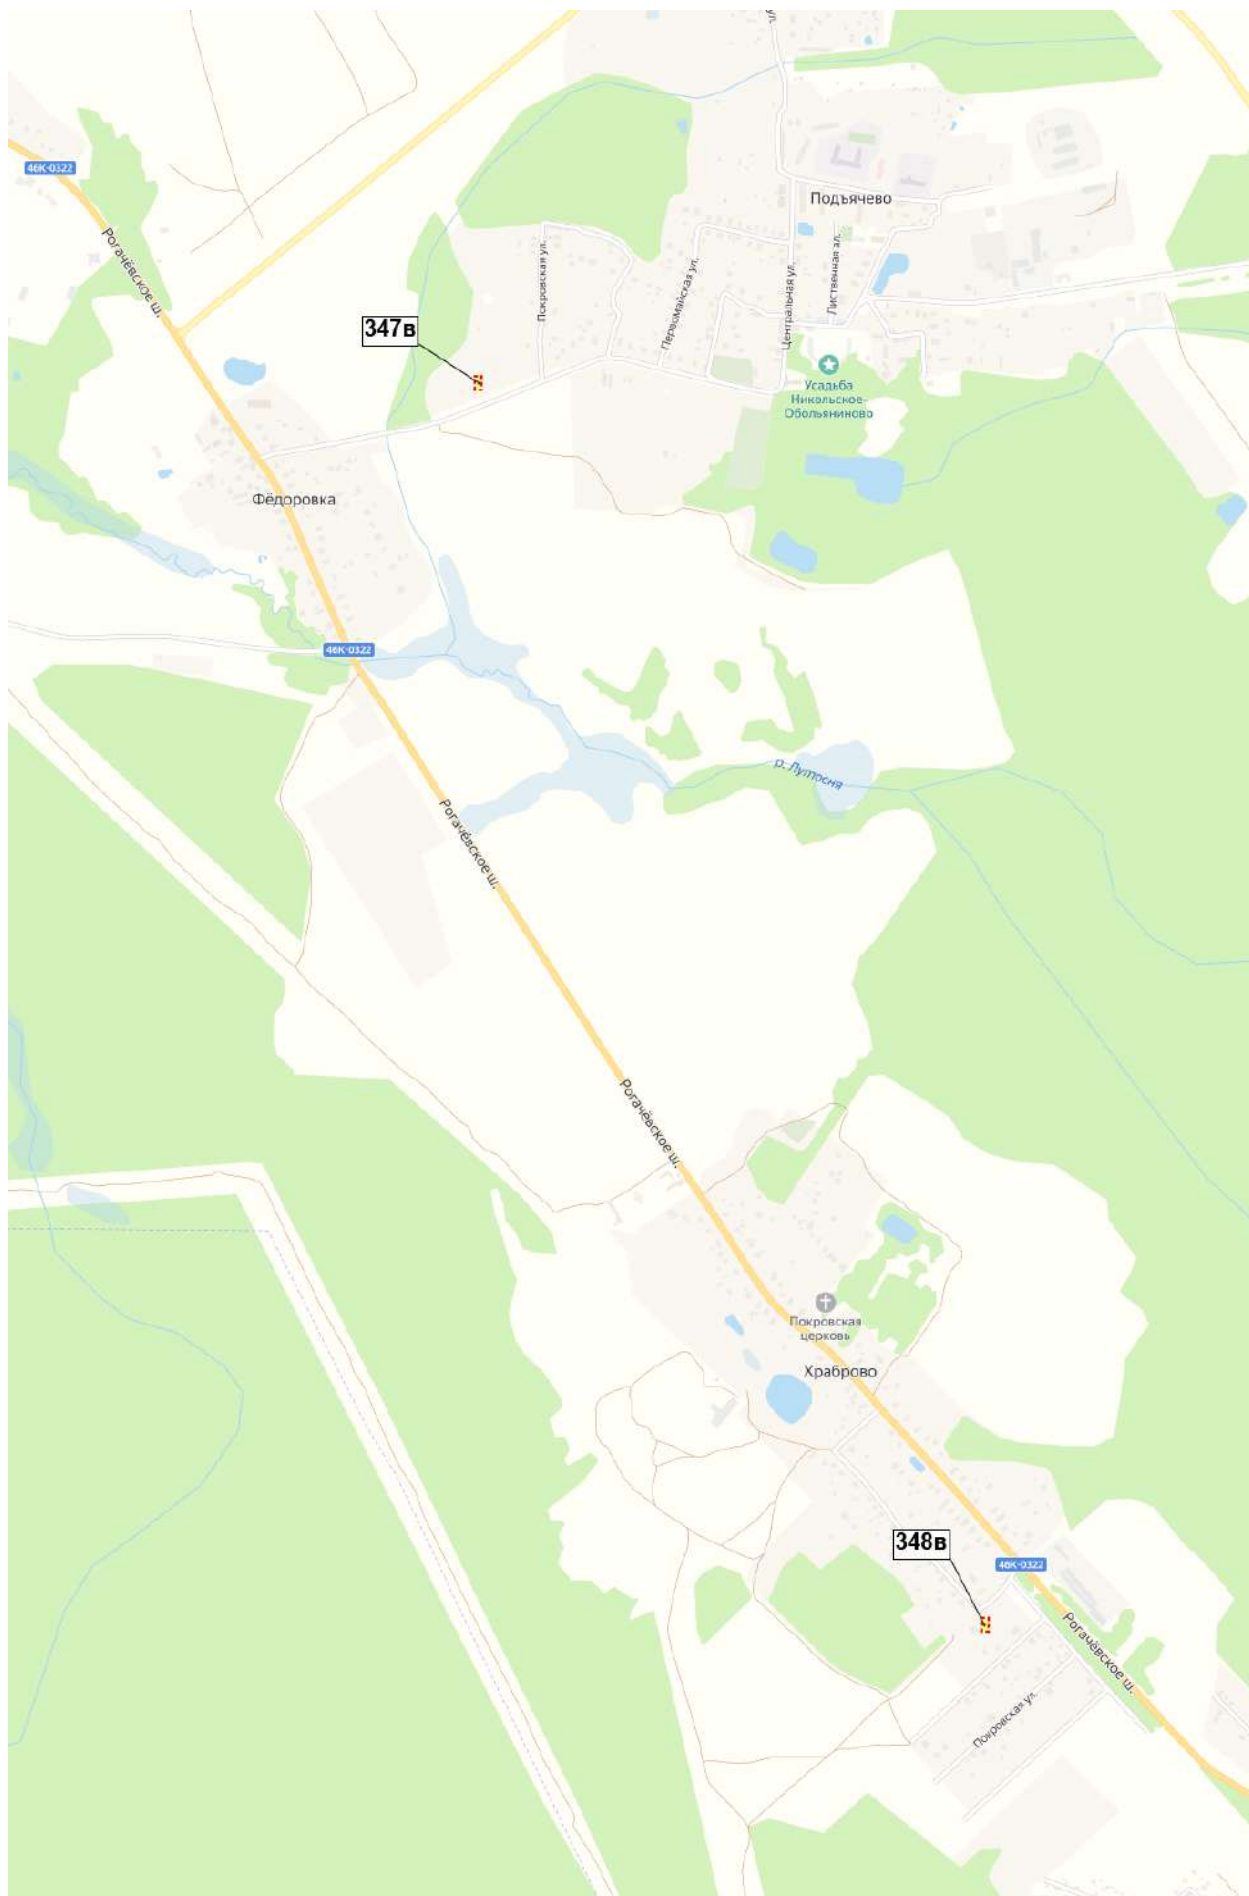 ул.
46К-0322
Подъячево
Рогачёвское ш.
Покровская ул.
Первомайская ул.
Центральная ул.
Лиственная ал.
347в
Усадьба
Никольское-
Обольяниново
Фёдоровка
46К-0322
р. Лутосня
Рогачёвское ш.
Рогачёвское ш.
Покровская
церковь
Храброво
348в
46К-0322
Рогачёвское ш.
Покровская ул.